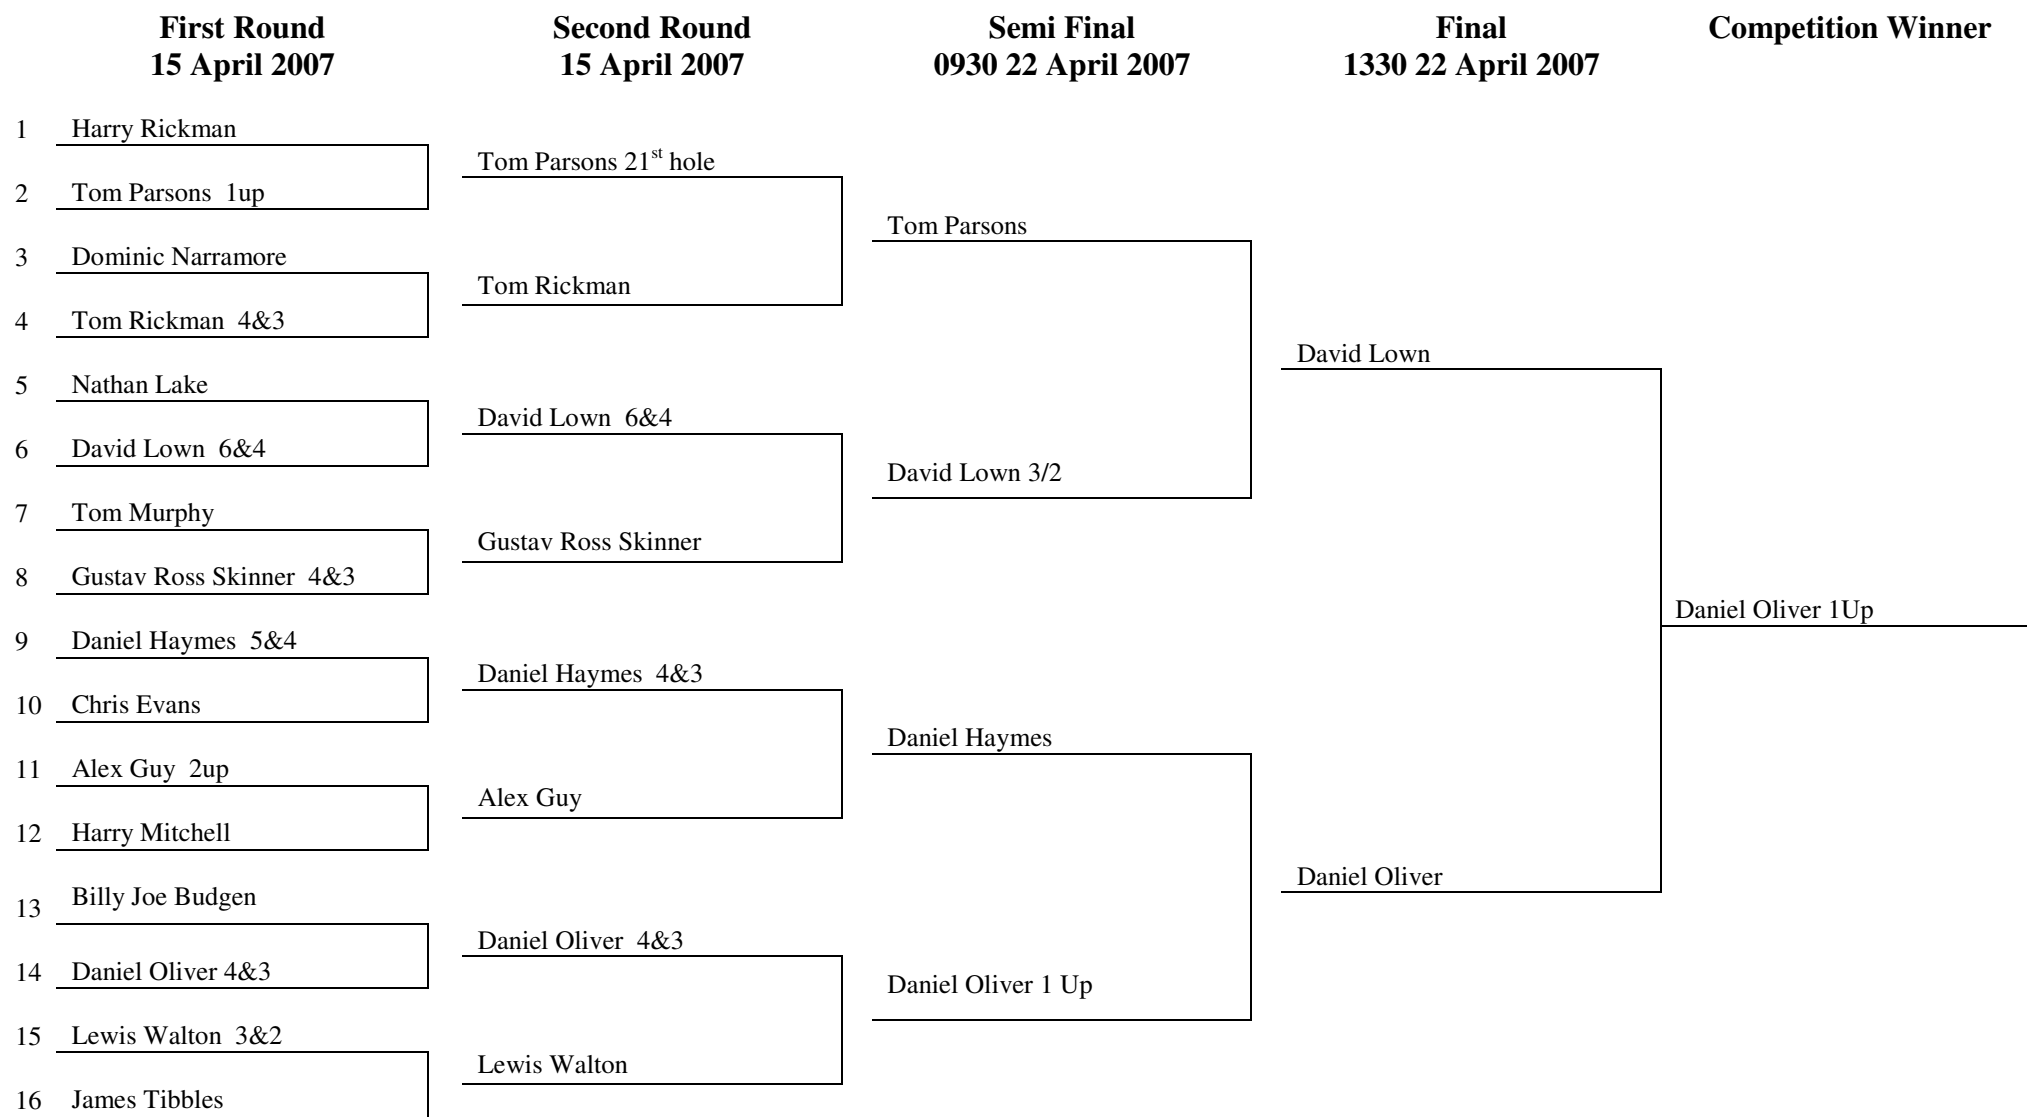 First Round
15 April 2007
Second Round
15 April 2007
Semi Final
0930 22 April 2007
Final
1330 22 April 2007
Competition Winner
1 Harry Rickman
2 Tom Parsons 1up
3 Dominic Narramore
4 Tom Rickman 4&3
5 Nathan Lake
6 David Lown 6&4
7 Tom Murphy
8 Gustav Ross Skinner 4&3
9 Daniel Haymes 5&4
10 Chris Evans
11 Alex Guy 2up
12 Harry Mitchell
13 Billy Joe Budgen
14 Daniel Oliver 4&3
15 Lewis Walton 3&2
16 James Tibbles
Tom Parsons 21st hole
Tom Rickman
David Lown 6&4
Gustav Ross Skinner
Daniel Haymes 4&3
Alex Guy
Daniel Oliver 4&3
Lewis Walton
Tom Parsons
David Lown 3/2
Daniel Haymes
Daniel Oliver 1 Up
David Lown
Daniel Oliver
Daniel Oliver 1Up